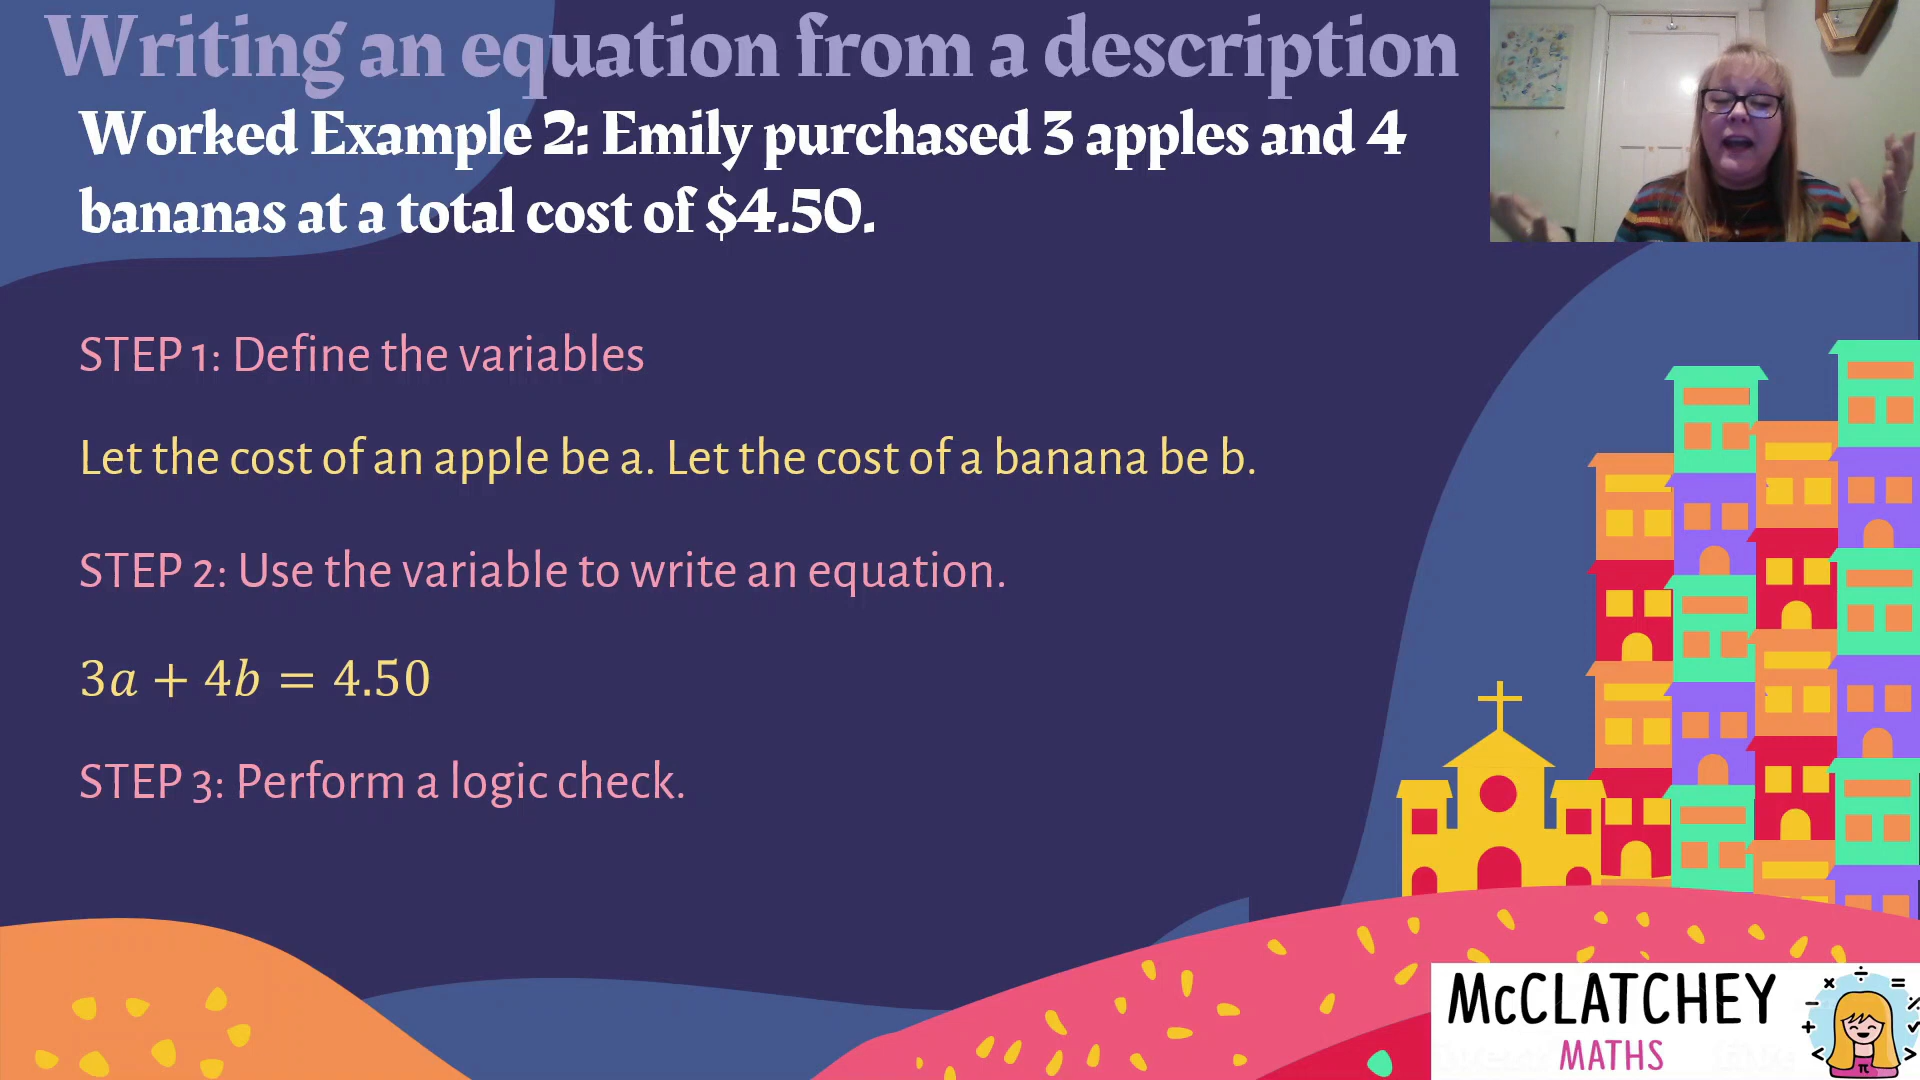 Writing an equation from a description
Worked Example 2: Emily purchased 3 apples and 4
bananas at a total cost of $4.50.
STEP 1: Define the variables
Let the cost of an apple be a. Let the cost of a banana be b.
STEP 2: Use the variable to write an equation.
3a + 4b = 4.50
STEP 3: Perform a logic check.
McCLATCHEY
MATHS